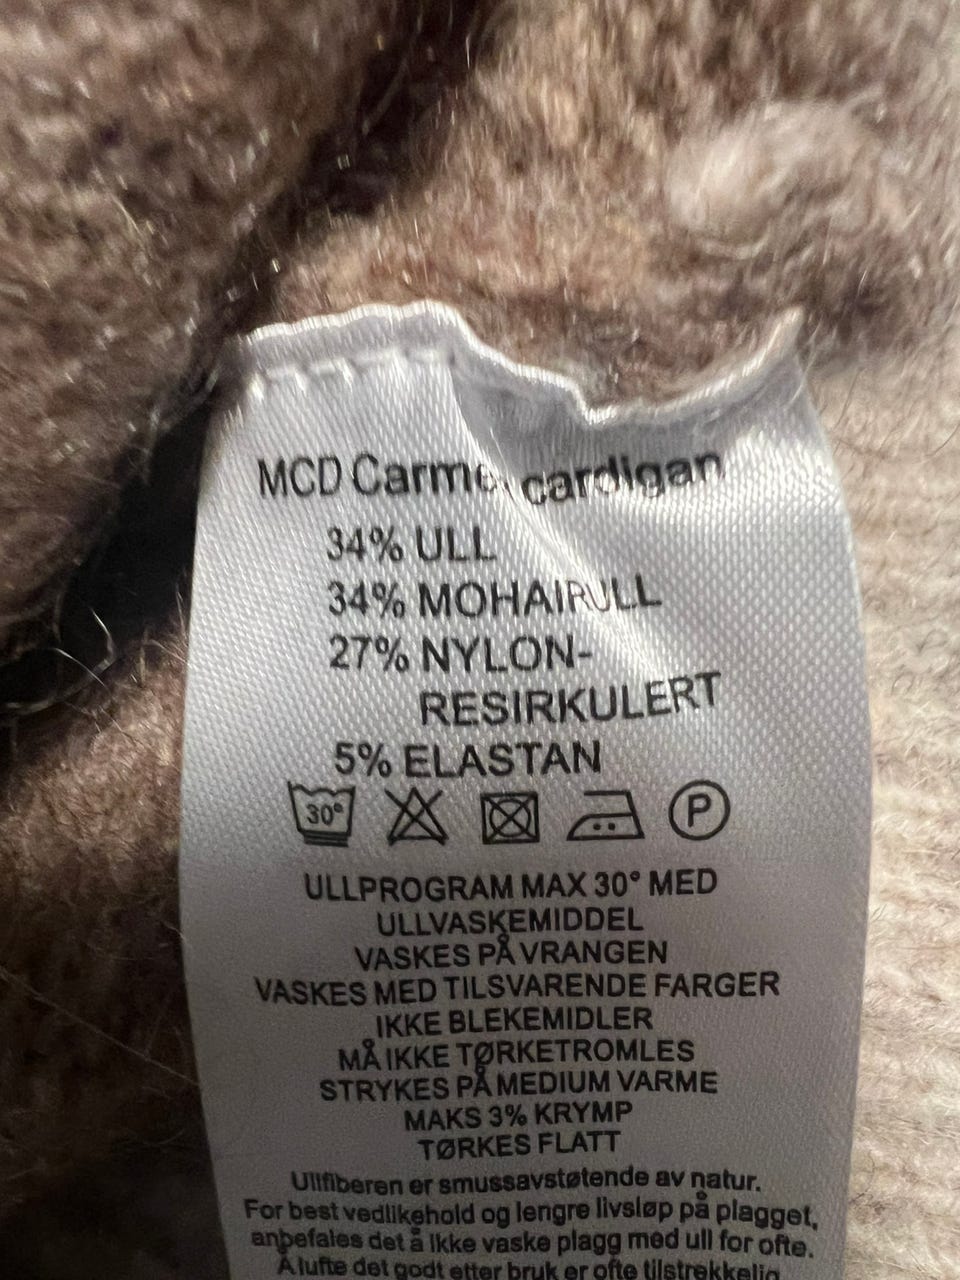 MCD Carmel cardigan
34% ULL
34% MOHAIRULL
27% NYLON-
RESIRKULERT
5% ELASTAN
30° P
ULLPROGRAM MAX 30° MED
ULLVASKEMIDDEL
VASKES PÅ VRANGEN
VASKES MED TILSVARENDE FARGER
IKKE BLEKEMIDLER
MÅ IKKE TØRKETROMLES
STRYKES PÅ MEDIUM VARME
MAKS 3% KRYMP
TØRKES FLATT
Ullfiberen er smussavstøtende av natur.
For best vedlikehold og lengre livsløp på plagget,
anbefales det å ikke vaske plagg med ull for ofte.
Å lufte det godt etter bruk er ofte tilstrekkelig